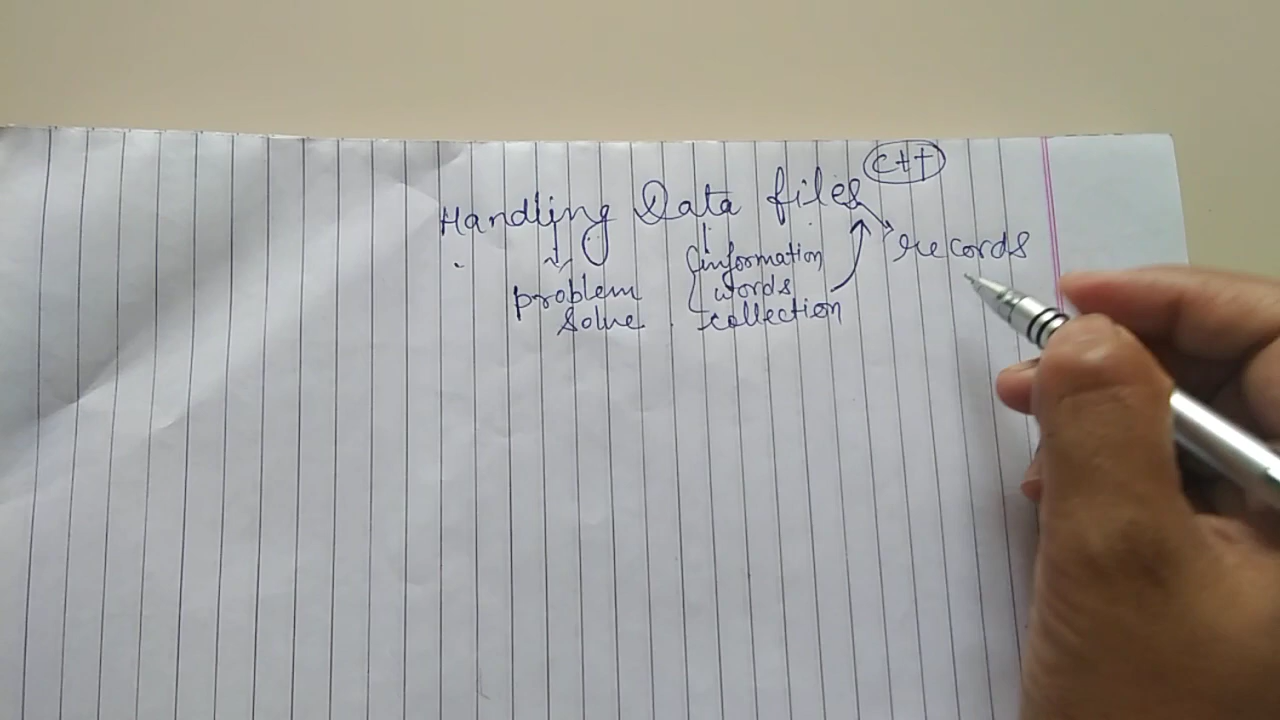 Handling Data files C++
records
problem
Solve
information
words
collection